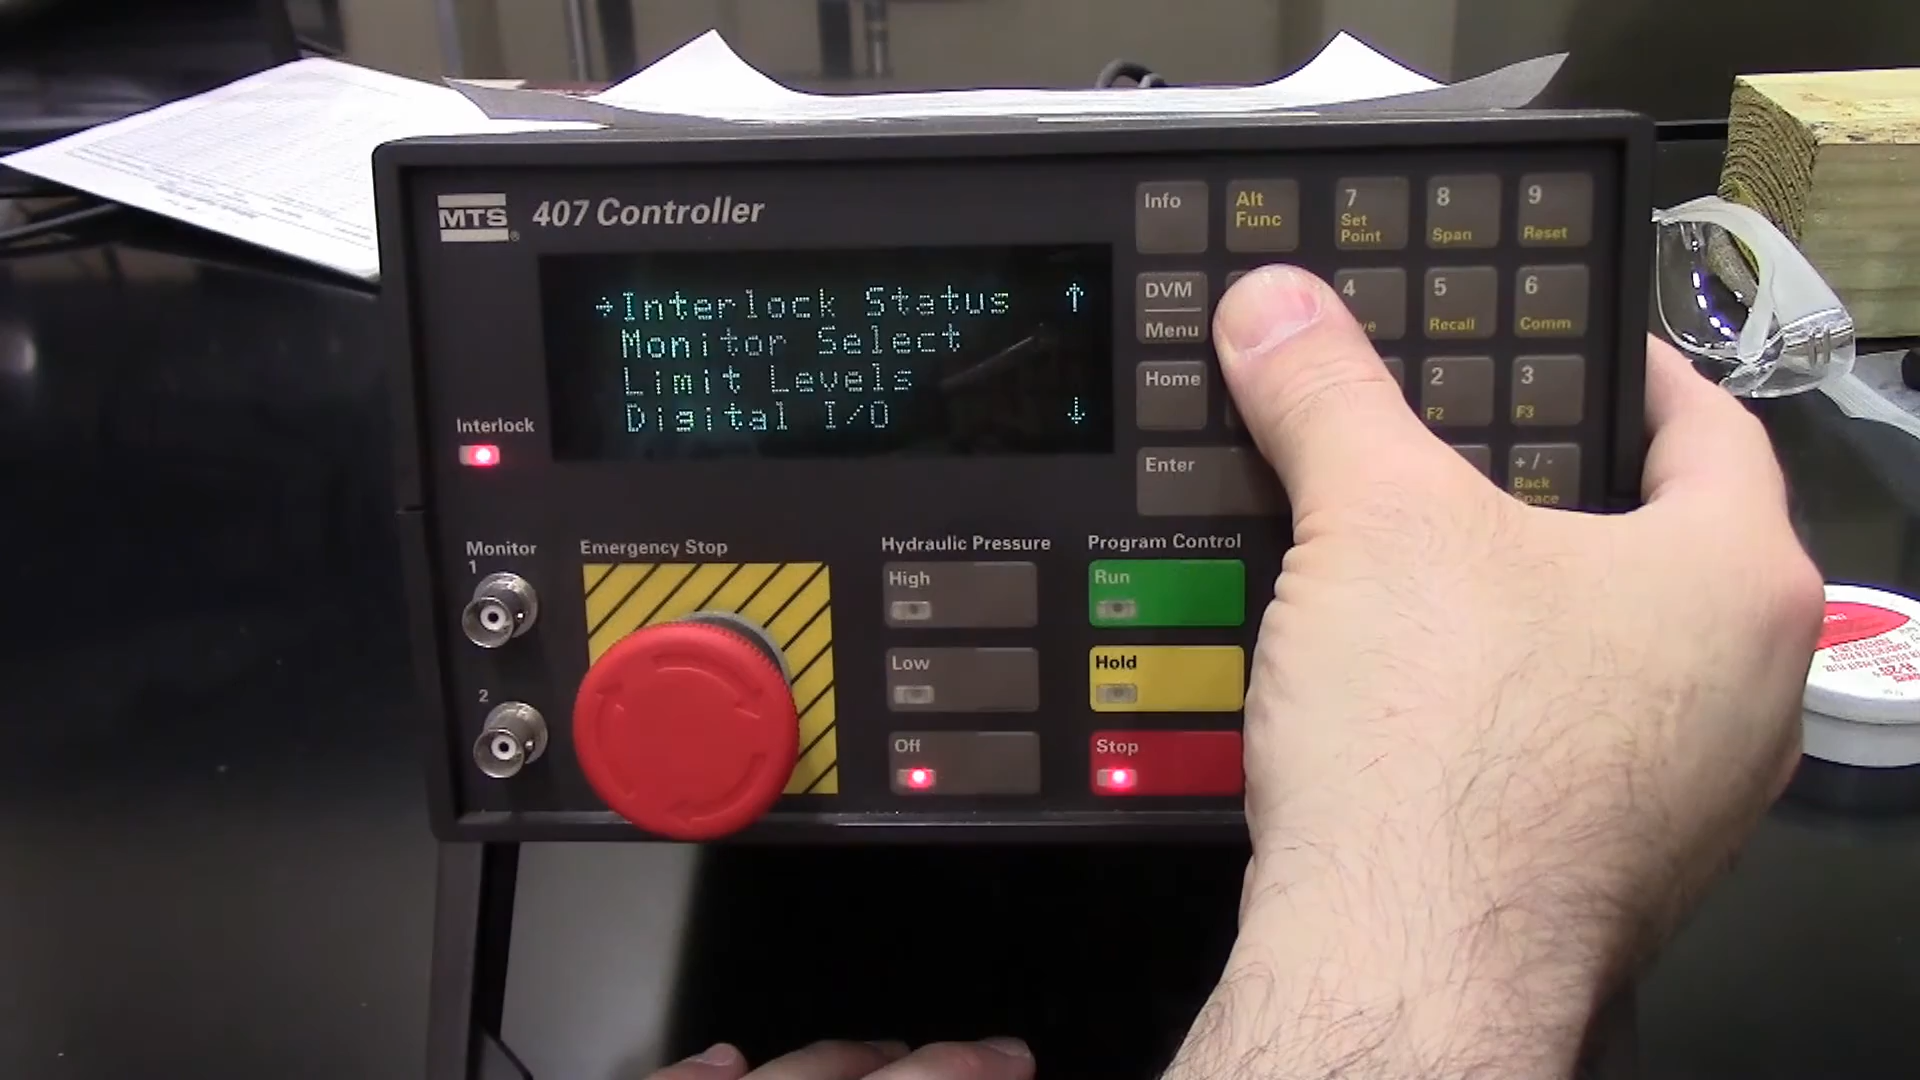 MTS ® 407 Controller
→Interlock Status ↑
Monitor Select
Limit Levels
Digital I/O ↓
Interlock
Info
Alt Func
7 Set Point
8 Span
9 Reset
DVM
Menu
4
5 Recall
6 Comm
Home
2 F2
3 F3
Enter
+ / - Back Space
Monitor
1
2
Emergency Stop
Hydraulic Pressure
High
Low
Off
Program Control
Run
Hold
Stop